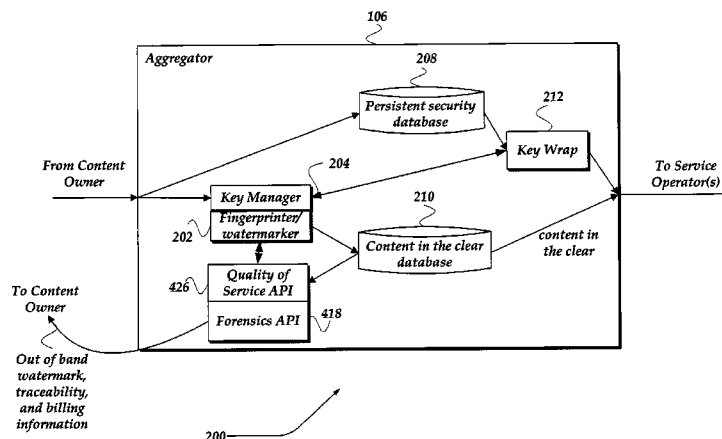 106
Aggregator
208
Persistent security
database
212
Key Wrap
From Content
Owner
204
Key Manager
To Service
Operator(s)
Fingerprinter/
watermarker
202
210
Content in the clear
database
content in
the clear
Quality of
Service API
426
To Content
Owner
Forensics API
418
Out of band
watermark,
traceability,
and billing
information
200